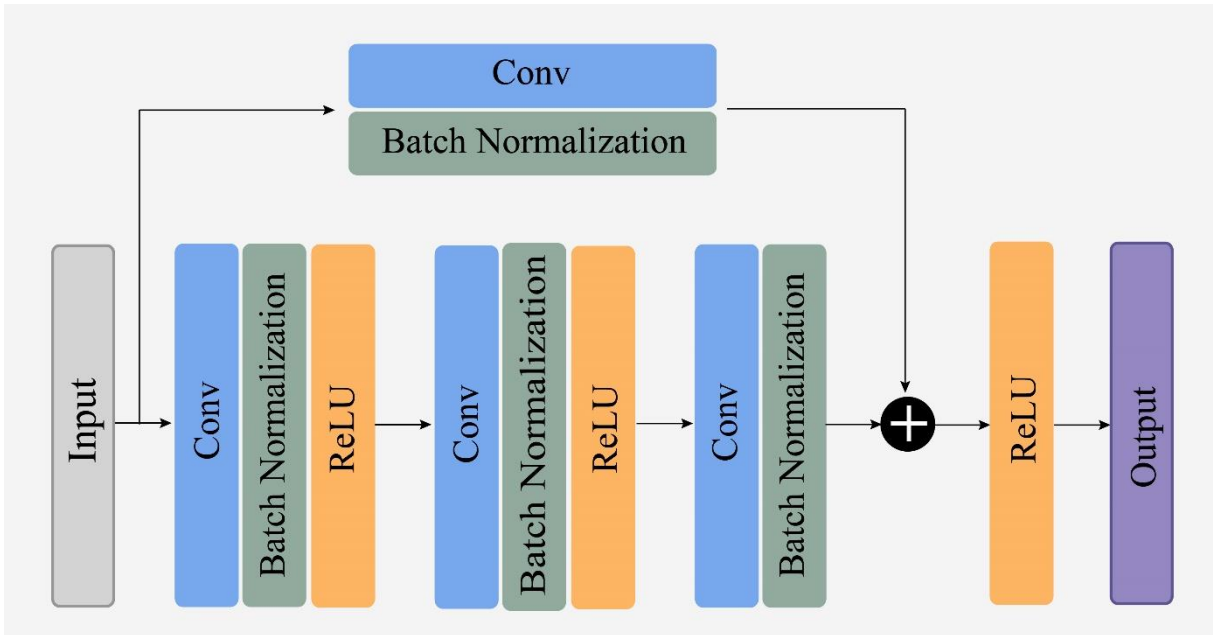 Conv
Batch Normalization
Input
Conv
Batch Normalization
ReLU
Conv
Batch Normalization
ReLU
Conv
Batch Normalization
ReLU
Output